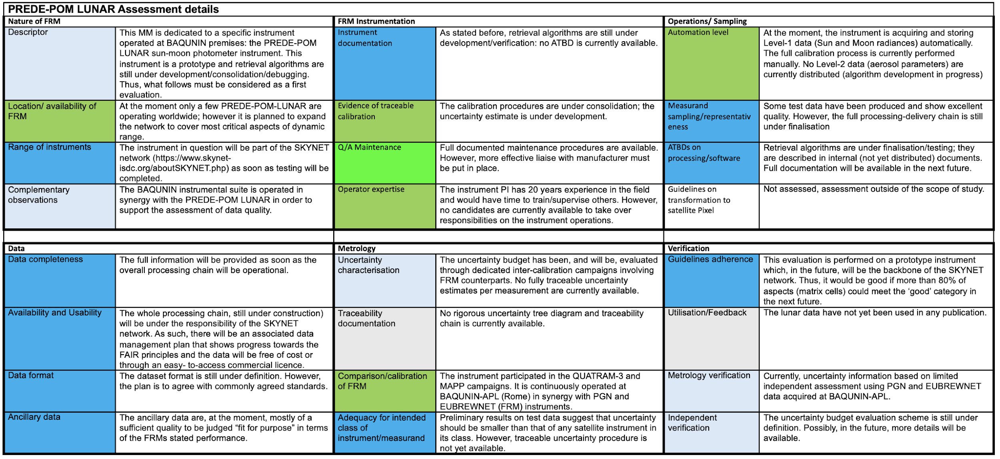 PREDE-POM LUNAR Assessment details
Nature of FRM
Descriptor
This MM is dedicated to a specific instrument
operated at BAQUNIN premises: the PREDE-POM
LUNAR sun-moon photometer instrument. This
instrument is a prototype and retrieval algorithms are
still under development/consolidation/debugging.
Thus, what follows must be considered as a first
evaluation.
Location/ availability of
FRM
At the moment only a few PREDE-POM-LUNAR are
operating worldwide; however it is planned to expand
the network to cover most critical aspects of dynamic
range.
Range of instruments
The instrument in question will be part of the SKYNET
network (https://www.skynet-
isdc.org/aboutSKYNET.php) as soon as testing will be
completed.
Complementary
observations
The BAQUNIN instrumental suite is operated in
synergy with the PREDE-POM LUNAR in order to
support the assessment of data quality.
FRM Instrumentation
Instrument
documentation
As stated before, retrieval algorithms are still under
development/verification: no ATBD is currently available.
Evidence of traceable
calibration
The calibration procedures are under consolidation; the
uncertainty estimate is under development.
Q/A Maintenance
Full documented maintenance procedures are available.
However, more effective liaise with manufacturer must
be put in place.
Operator expertise
The instrument PI has 20 years experience in the field
and would have time to train/supervise others. However,
no candidates are currently available to take over
responsibilities on the instrument operations.
Operations/ Sampling
Automation level
At the moment, the instrument is acquiring and storing
Level-1 data (Sun and Moon radiances) automatically.
The full calibration process is currently performed
manually. No Level-2 data (aerosol parameters) are
currently distributed (algorithm development in progress)
Measurand
sampling/representativ
eness
Some test data have been produced and show excellent
quality. However, the full processing-delivery chain is still
under finalisation
ATBDs on
processing/software
Retrieval algorithms are under finalisation/testing; they
are described in internal (not yet distributed) documents.
Full documentation will be available in the next future.
Guidelines on
transformation to
satellite Pixel
Not assessed, assessment outside of the scope of study.
Data
Data completeness
The full information will be provided as soon as the
overall processing chain will be operational.
Availability and Usability
The whole processing chain, still under construction)
will be under the responsibility of the SKYNET
network. As such, there will be an associated data
management plan that shows progress towards the
FAIR principles and the data will be free of cost or
through an easy- to-access commercial licence.
Data format
The dataset format is still under definition. However,
the plan is to agree with commonly agreed standards.
Ancillary data
The ancillary data are, at the moment, mostly of a
sufficient quality to be judged “fit for purpose” in terms
of the FRMs stated performance.
Metrology
Uncertainty
characterisation
The uncertainty budget has been, and will be, evaluated
through dedicated inter-calibration campaigns involving
FRM counterparts. No fully traceable uncertainty
estimates per measurement are currently available.
Traceability
documentation
No rigorous uncertainty tree diagram and traceability
chain is currently available.
Comparison/calibration
of FRM
The instrument participated in the QUATRAM-3 and
MAPP campaigns. It is continuously operated at
BAQUNIN-APL (Rome) in synergy with PGN and
EUBREWNET (FRM) instruments.
Adequacy for intended
class of
instrument/measurand
Preliminary results on test data suggest that uncertainty
should be smaller than that of any satellite instrument in
its class. However, traceable uncertainty procedure is
not yet available.
Verification
Guidelines adherence
This evaluation is performed on a prototype instrument
which, in the future, will be the backbone of the SKYNET
network. Thus, it would be good if more than 80% of
aspects (matrix cells) could meet the ‘good’ category in
the next future.
Utilisation/Feedback
The lunar data have not yet been used in any publication.
Metrology verification
Currently, uncertainty information based on limited
independent assessment using PGN and EUBREWNET
data acquired at BAQUNIN-APL.
Independent
verification
The uncertainty budget evaluation scheme is still under
definition. Possibly, in the future, more details will be
available.